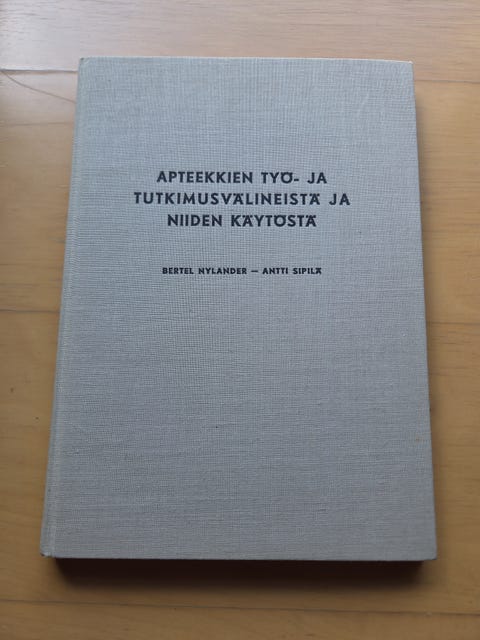 APTEEKKIEN TYÖ- JA
TUTKIMUSVÄLINEISTÄ JA
NIIDEN KÄYTÖSTÄ
BERTEL NYLANDER — ANTTI SIPILÄ